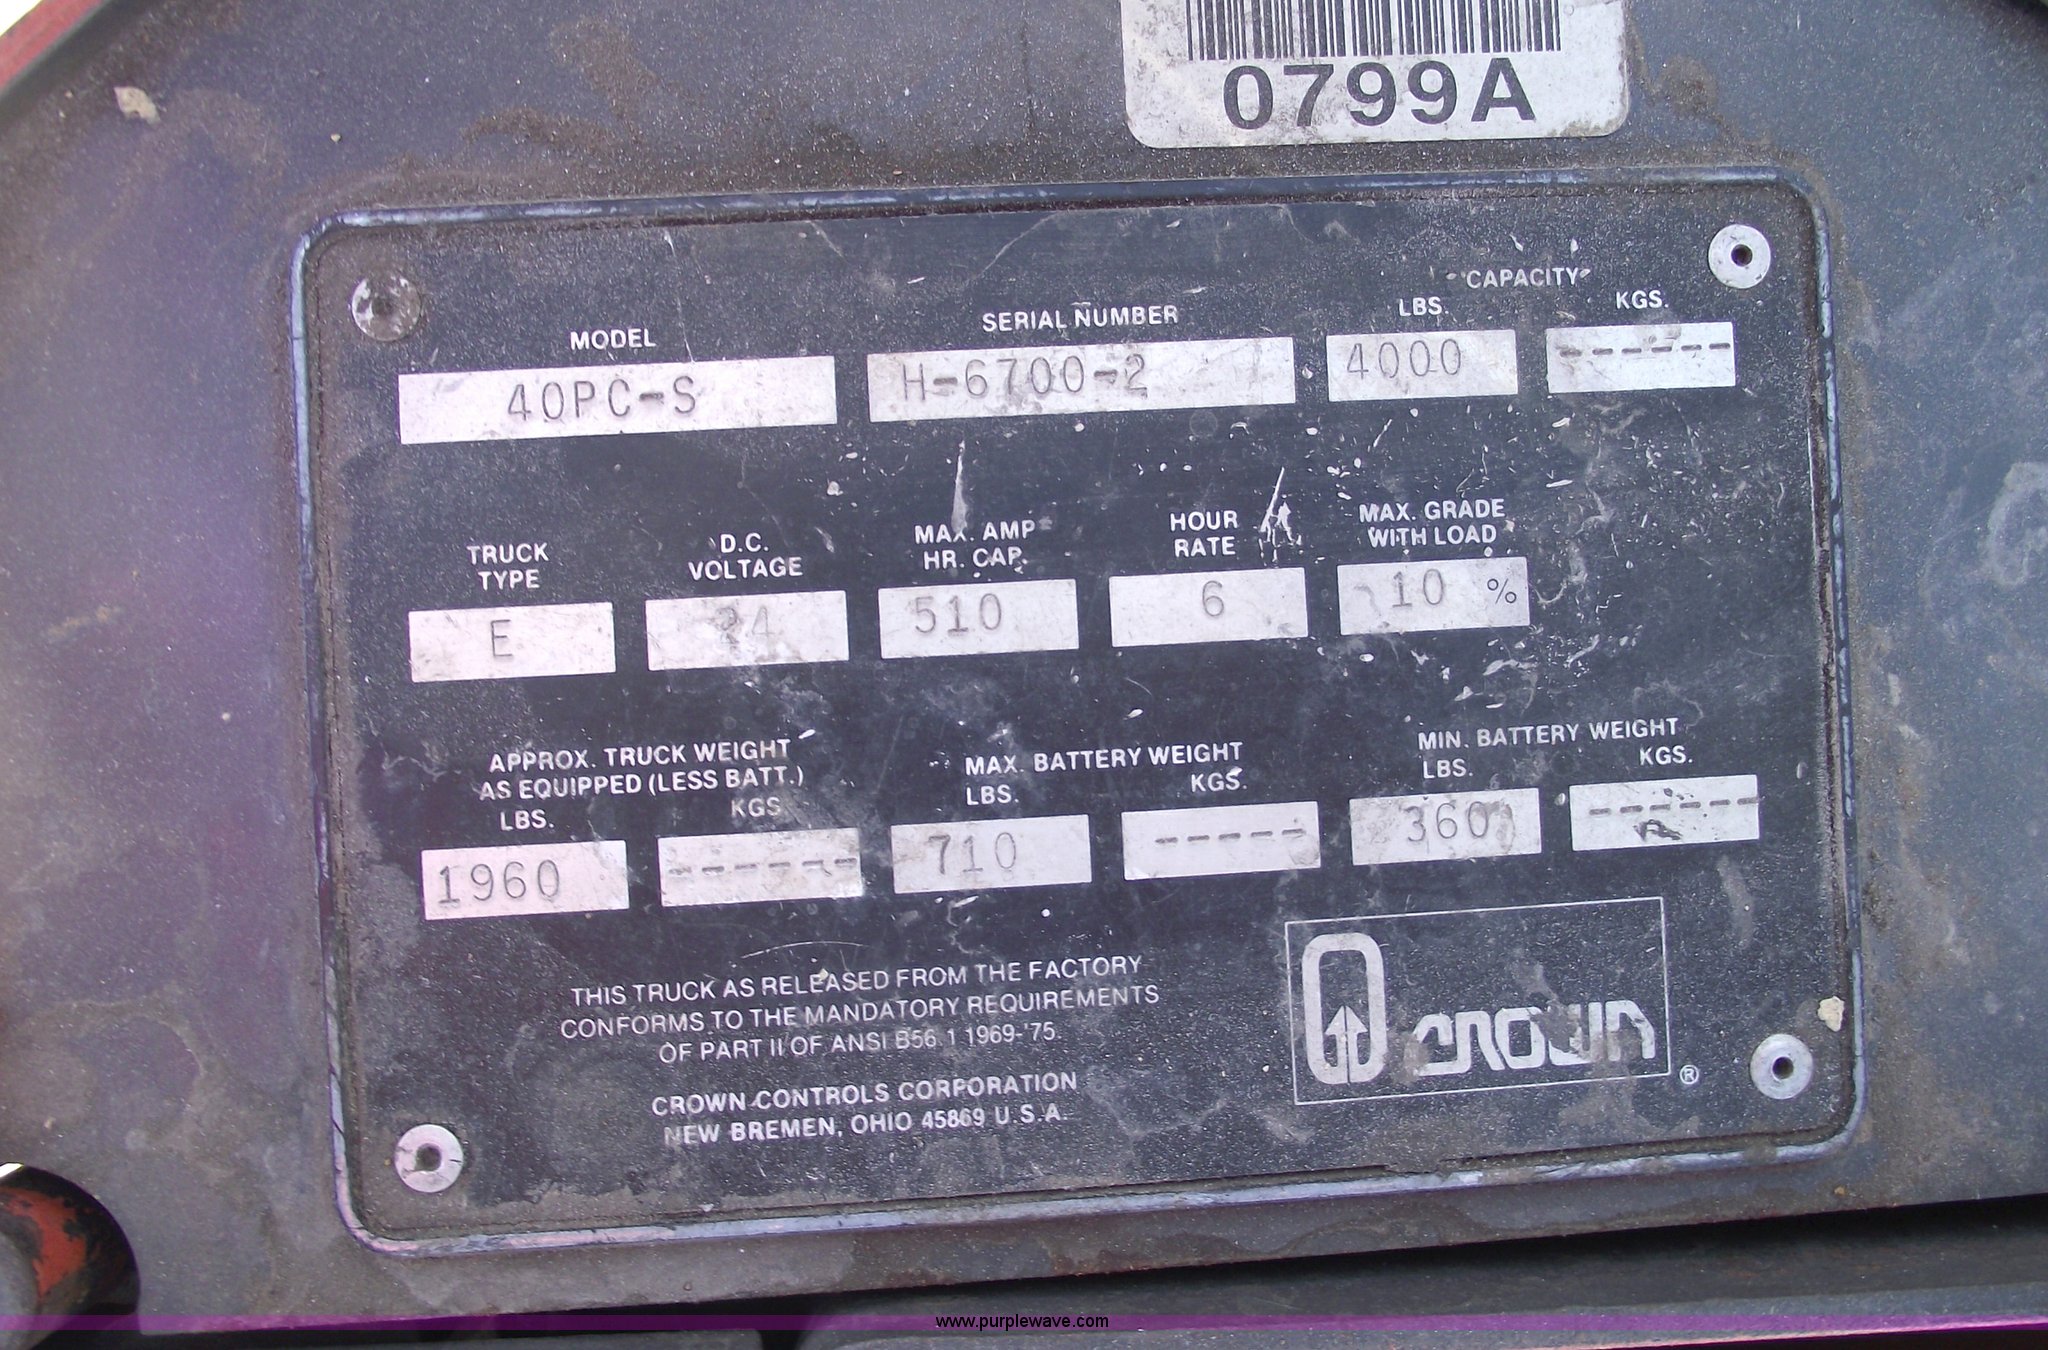 0799A
CAPACITY
MODEL SERIAL NUMBER LBS. KGS.
40PC-S H-6700-2 4000 ------
TRUCK TYPE D.C. VOLTAGE MAX. AMP HR. CAP. HOUR RATE MAX. GRADE WITH LOAD
E 24 510 6 10 %
APPROX. TRUCK WEIGHT MAX. BATTERY WEIGHT MIN. BATTERY WEIGHT
AS EQUIPPED (LESS BATT.)
LBS. KGS. LBS. KGS. LBS. KGS.
1960 ------ 710 ----- 360 ------
THIS TRUCK AS RELEASED FROM THE FACTORY
CONFORMS TO THE MANDATORY REQUIREMENTS
OF PART II OF ANSI B56.1 1969-'75
CROWN CONTROLS CORPORATION
NEW BREMEN, OHIO 45869 U.S.A.
CROWN ®
www.purplewave.com